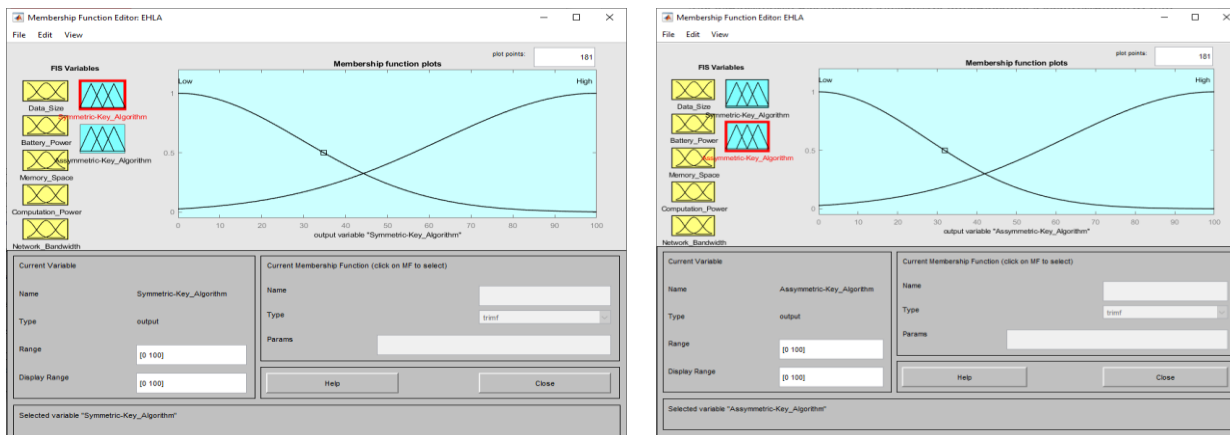 Membership Function Editor: EHLA
File Edit View
FIS Variables
plot points: 181
Membership function plots
Data_Size
Battery_Power
Memory_Space
Computation_Power
Network_Bandwidth
Symmetric-Key_Algorithm
Assymmetric-Key_Algorithm
Low High
1
0.5
0
0 10 20 30 40 50 60 70 80 90 100
output variable "Symmetric-Key_Algorithm"
Current Variable
Name Symmetric-Key_Algorithm
Type output
Range [0 100]
Display Range [0 100]
Current Membership Function (click on MF to select)
Name
Type trimf
Params
Help Close
Selected variable "Symmetric-Key_Algorithm"
Membership Function Editor: EHLA
File Edit View
FIS Variables
plot points: 181
Membership function plots
Data_Size
Battery_Power
Memory_Space
Computation_Power
Network_Bandwidth
Symmetric-Key_Algorithm
Assymmetric-Key_Algorithm
Low High
1
0.5
0
0 10 20 30 40 50 60 70 80 90 100
output variable "Assymmetric-Key_Algorithm"
Current Variable
Name Assymmetric-Key_Algorithm
Type output
Range [0 100]
Display Range [0 100]
Current Membership Function (click on MF to select)
Name
Type trimf
Params
Help Close
Selected variable "Assymmetric-Key_Algorithm"